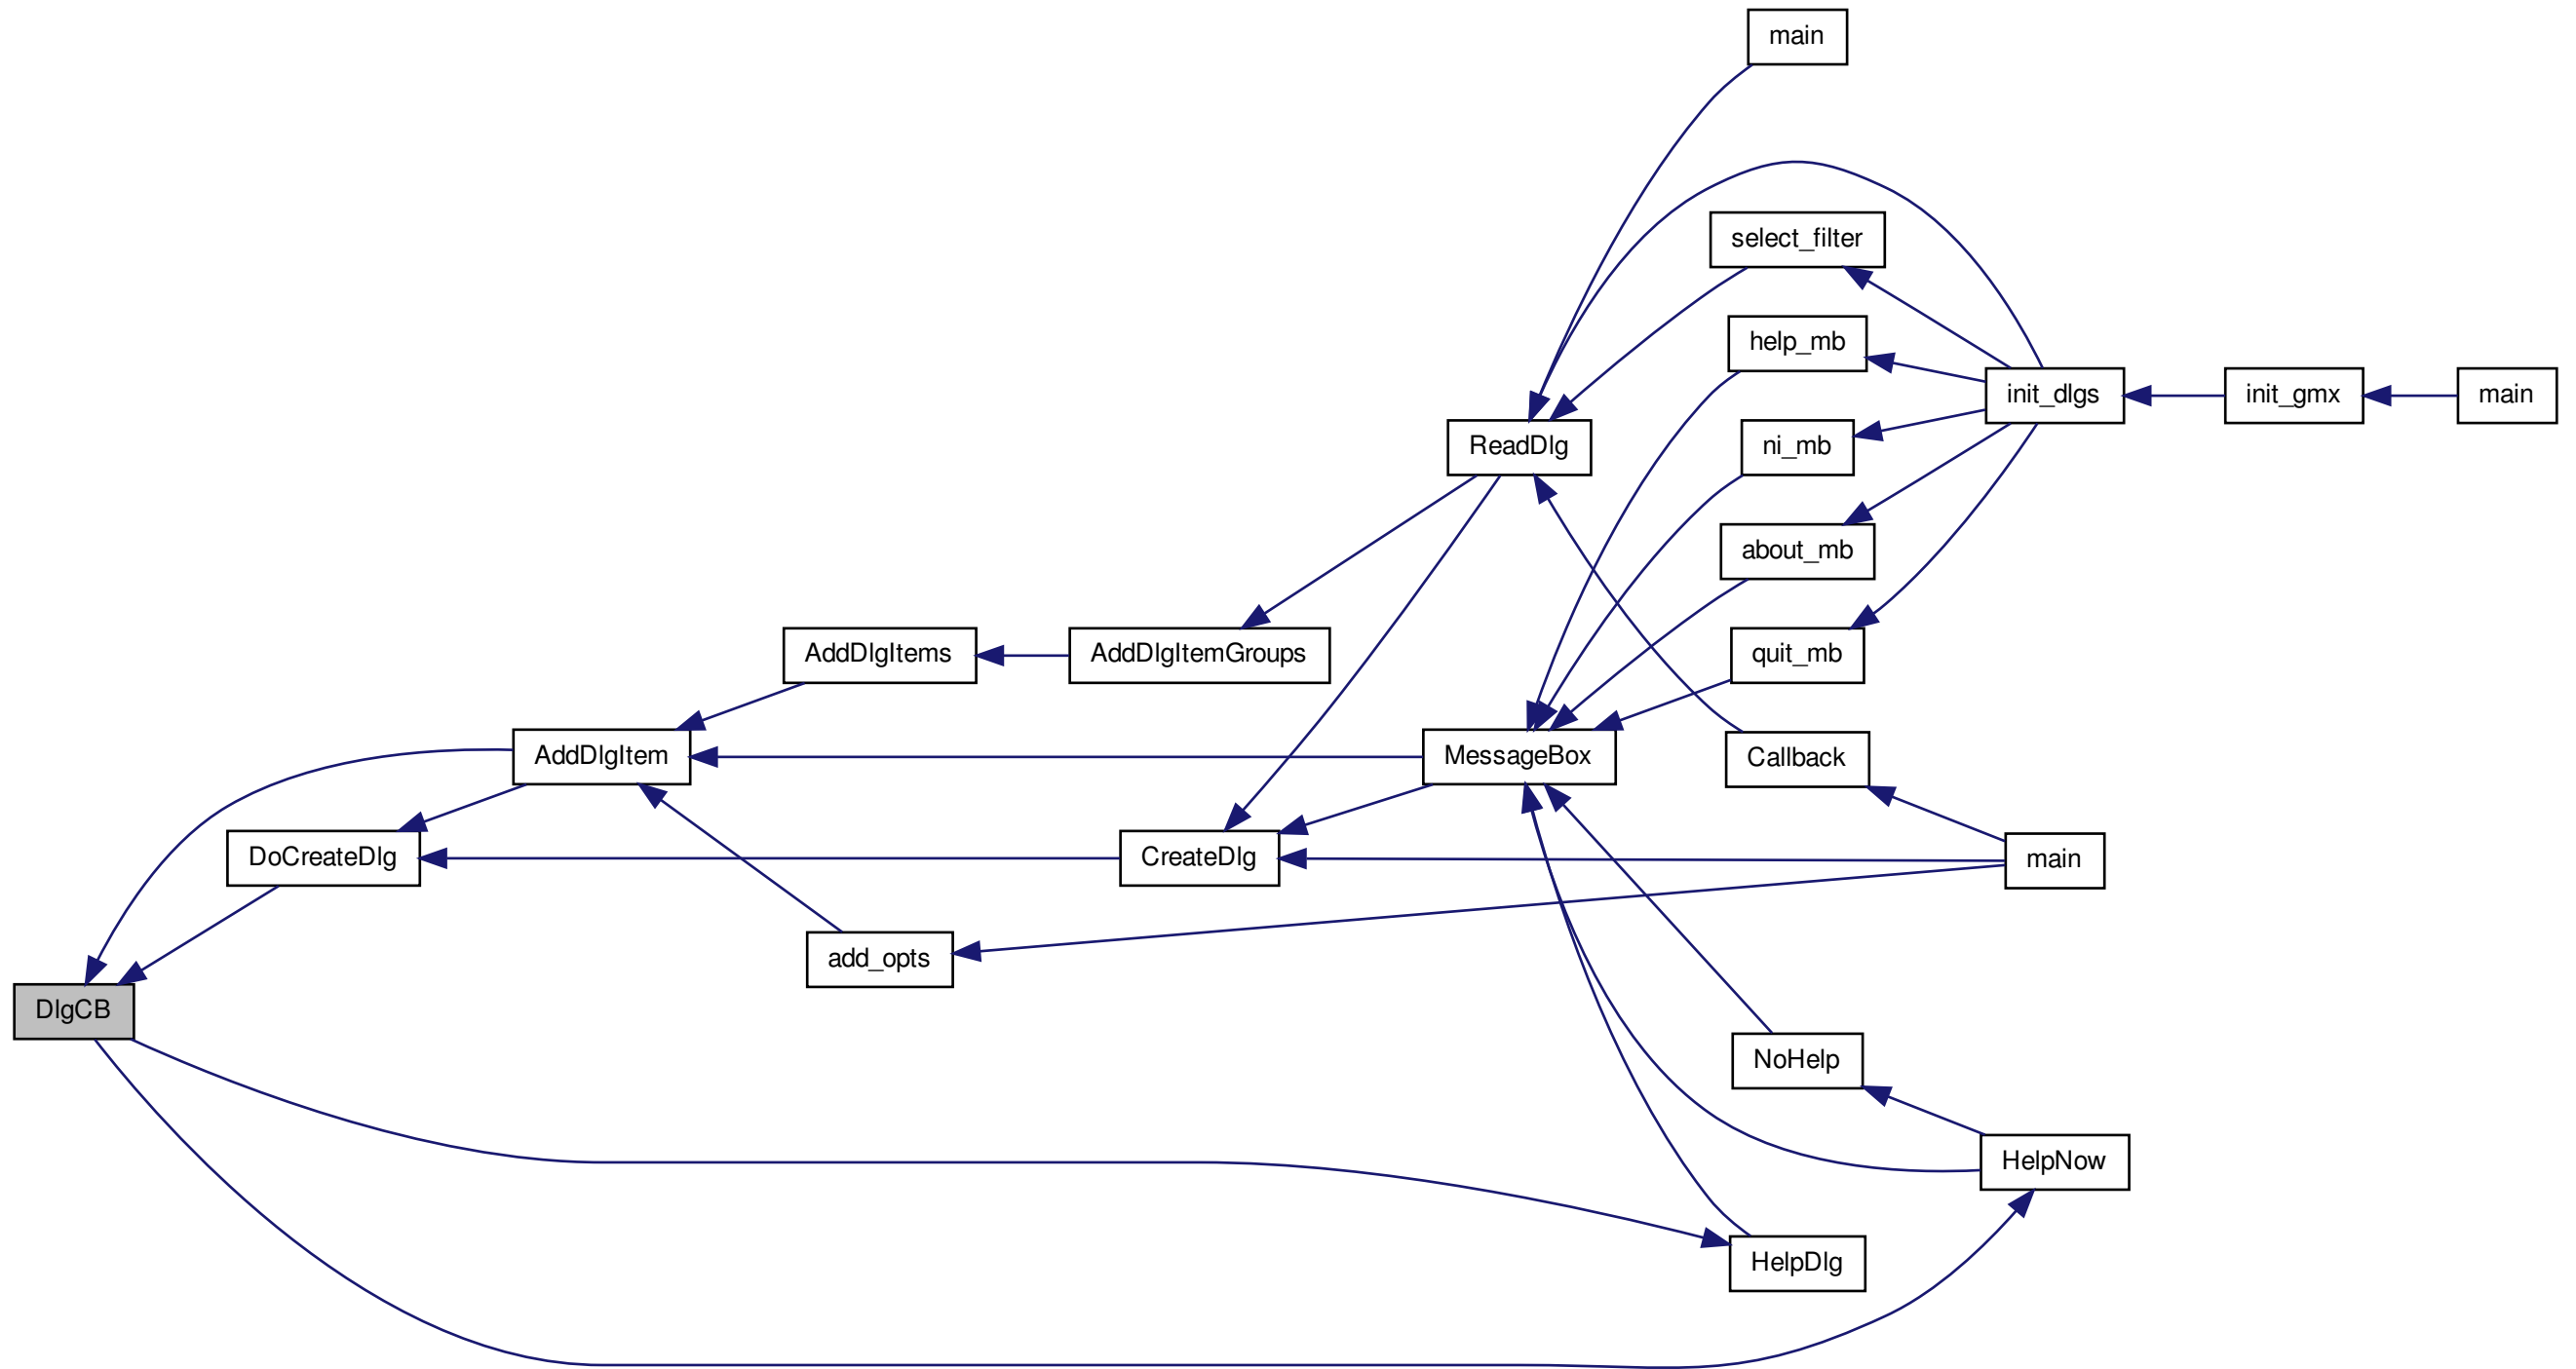 main
select_filter
help_mb
init_dlgs
init_gmx
main
ReadDlg
ni_mb
about_mb
AddDlgItems
AddDlgItemGroups
quit_mb
AddDlgItem
MessageBox
Callback
DoCreateDlg
CreateDlg
main
add_opts
DlgCB
NoHelp
HelpNow
HelpDlg